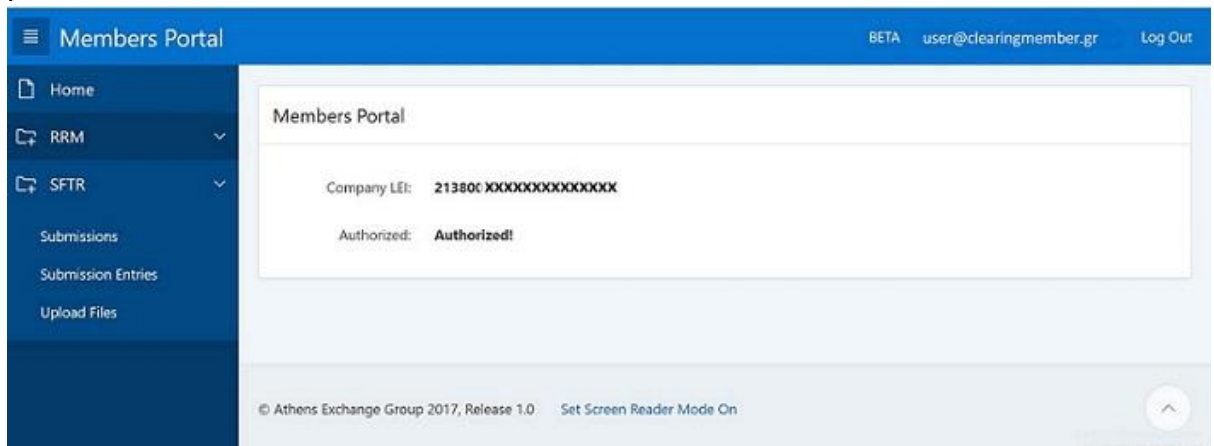 Members Portal
BETA user@clearingmember.gr Log Out
Home
RRM
SFTR
Submissions
Submission Entries
Upload Files
Members Portal
Company LEI: 213800 XXXXXXXXXXXXXX
Authorized: Authorized!
© Athens Exchange Group 2017, Release 1.0 Set Screen Reader Mode On